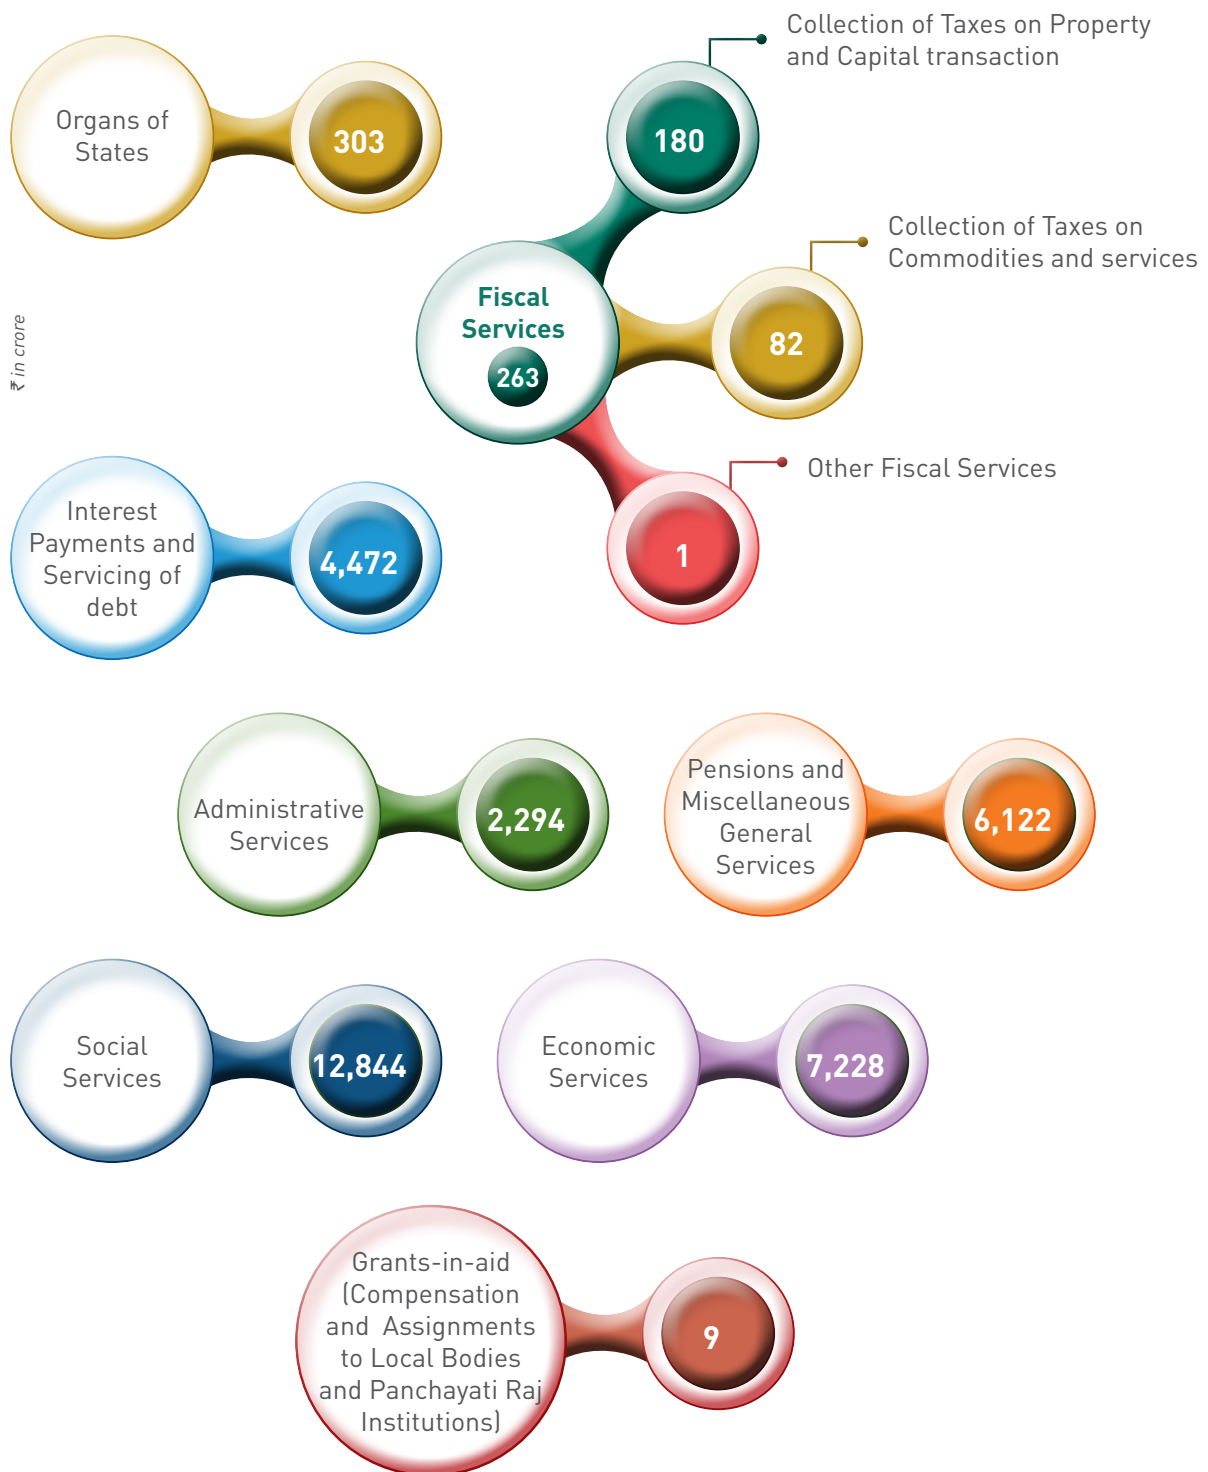 Collection of Taxes on Property
and Capital transaction
Organs of
States
303
180
Collection of Taxes on
Commodities and services
Fiscal
Services
263
82
₹ in crore
Other Fiscal Services
1
Interest
Payments and
Servicing of
debt
4,472
Administrative
Services
2,294
Pensions and
Miscellaneous
General
Services
6,122
Social
Services
12,844
Economic
Services
7,228
Grants-in-aid
(Compensation
and Assignments
to Local Bodies
and Panchayati Raj
Institutions)
9